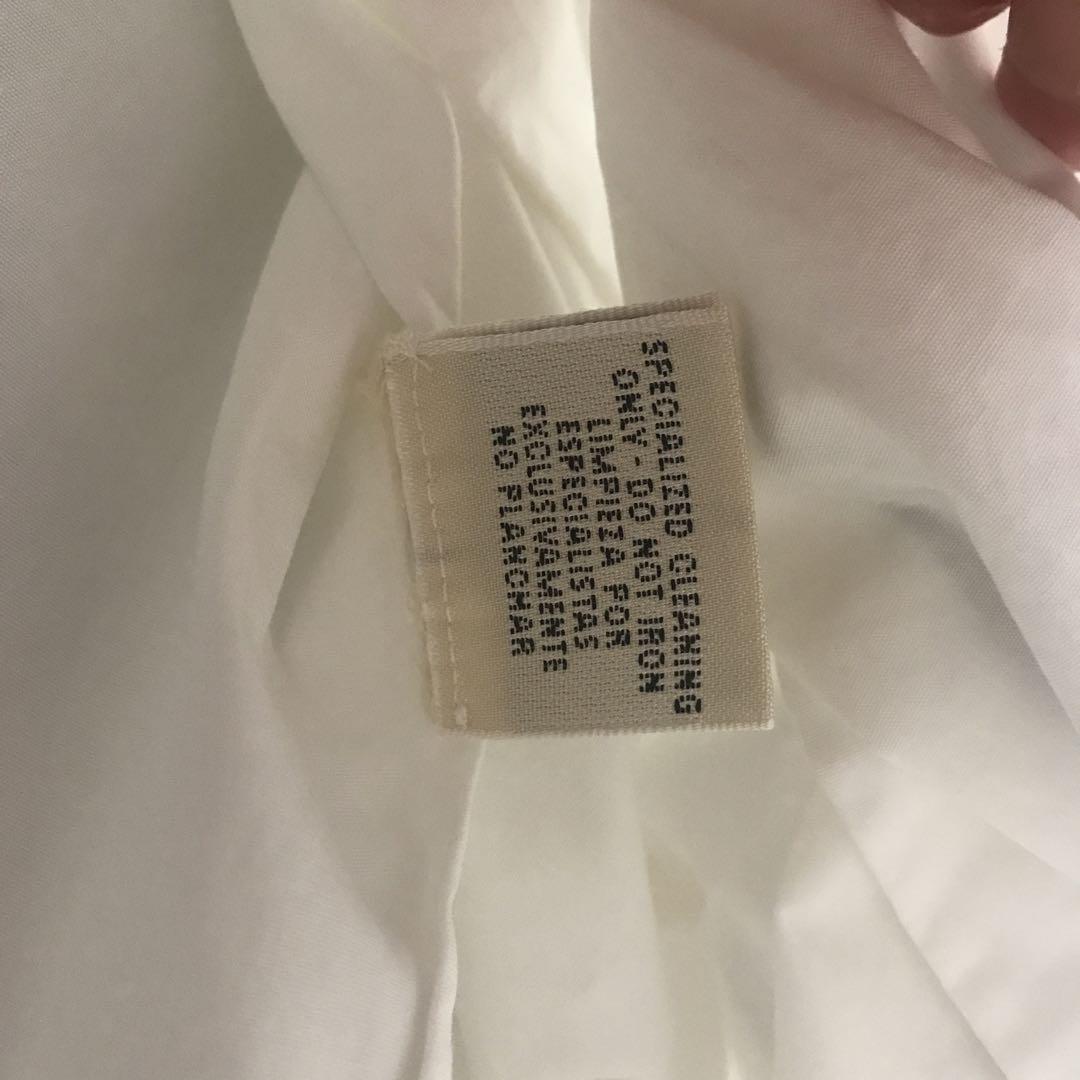 SPECIALIZED CLEANING
ONLY - DO NOT IRON
LIMPIEZA POR
ESPECIALISTAS
EXCLUSIVAMENTE
NO PLANCHAR